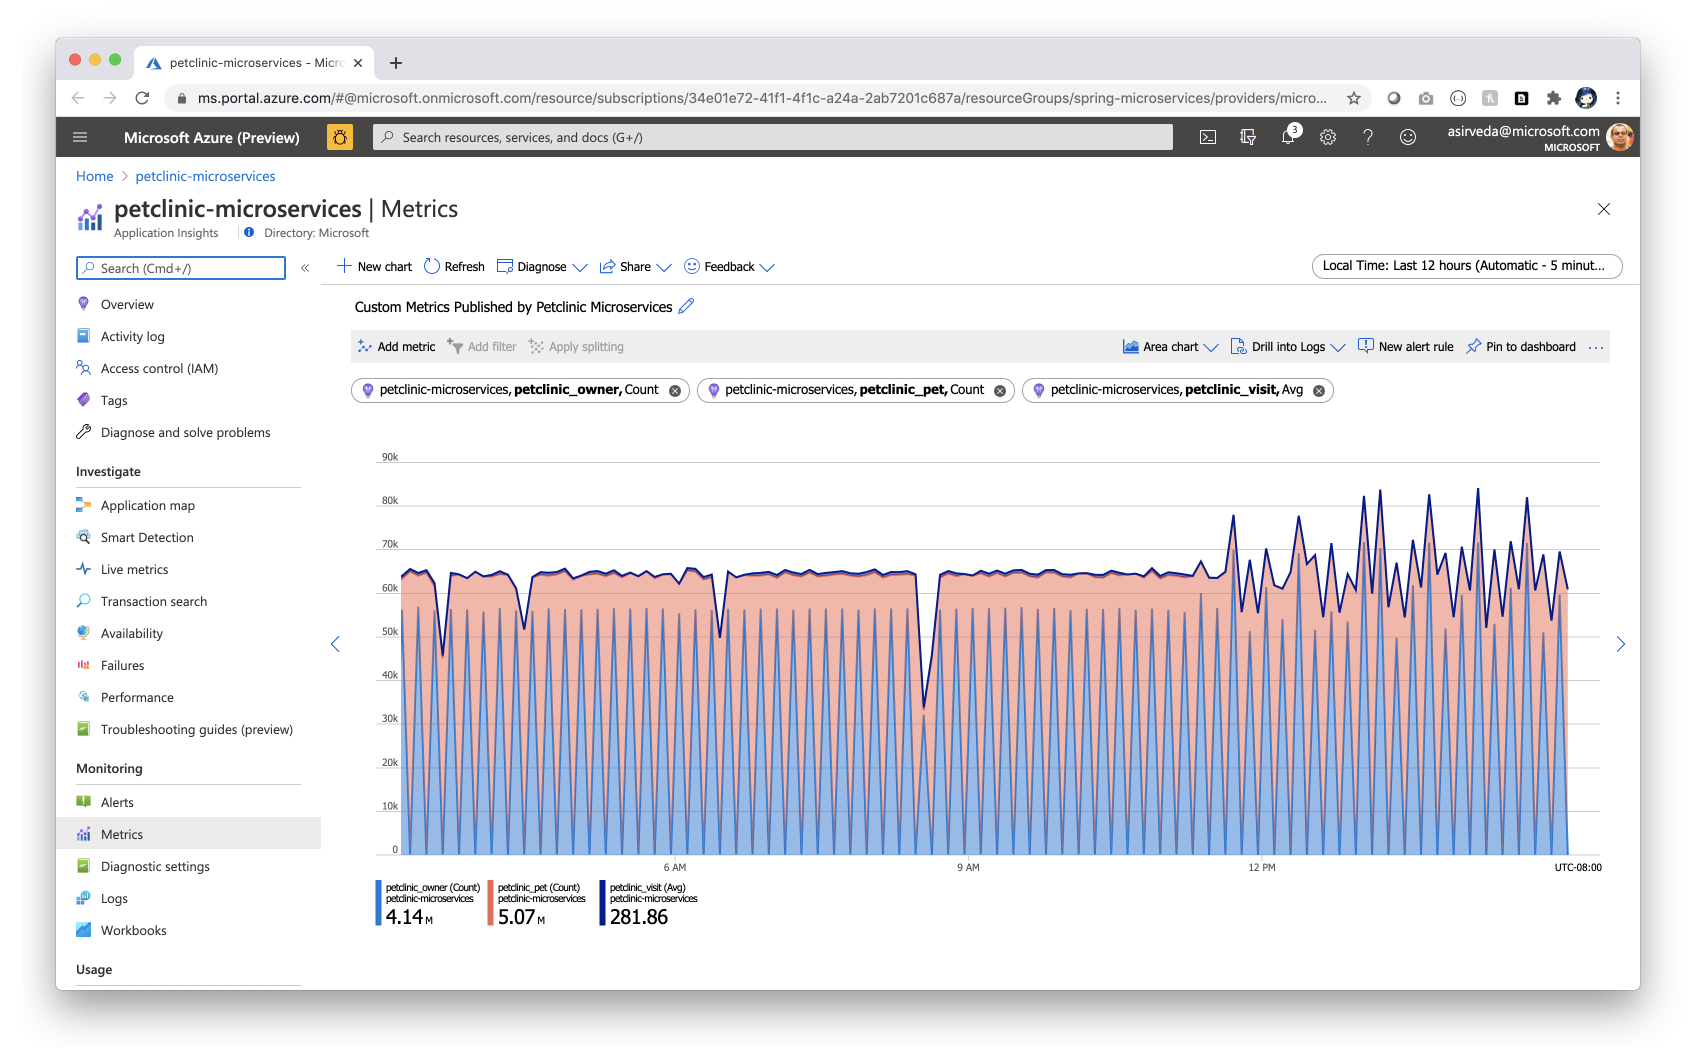 petclinic-microservices - Micro
ms.portal.azure.com/#@microsoft.onmicrosoft.com/resource/subscriptions/34e01e72-41f1-4f1c-a24a-2ab7201c687a/resourceGroups/spring-microservices/providers/micro...
Microsoft Azure (Preview)
Search resources, services, and docs (G+/)
3
asirveda@microsoft.com
MICROSOFT
Home > petclinic-microservices
petclinic-microservices | Metrics
Application Insights
Directory: Microsoft
Search (Cmd+/)
«
New chart
Refresh
Diagnose
Share
Feedback
Local Time: Last 12 hours (Automatic - 5 minut...
Overview
Activity log
Access control (IAM)
Tags
Diagnose and solve problems
Investigate
Application map
Smart Detection
Live metrics
Transaction search
Availability
Failures
Performance
Troubleshooting guides (preview)
Monitoring
Alerts
Metrics
Diagnostic settings
Logs
Workbooks
Usage
Custom Metrics Published by Petclinic Microservices
Add metric
Add filter
Apply splitting
Area chart
Drill into Logs
New alert rule
Pin to dashboard
...
petclinic-microservices, petclinic_owner, Count
petclinic-microservices, petclinic_pet, Count
petclinic-microservices, petclinic_visit, Avg
90k
80k
70k
60k
50k
40k
30k
20k
10k
0
6 AM
9 AM
12 PM
UTC-08:00
petclinic_owner (Count)
petclinic-microservices
4.14 M
petclinic_pet (Count)
petclinic-microservices
5.07 M
petclinic_visit (Avg)
petclinic-microservices
281.86